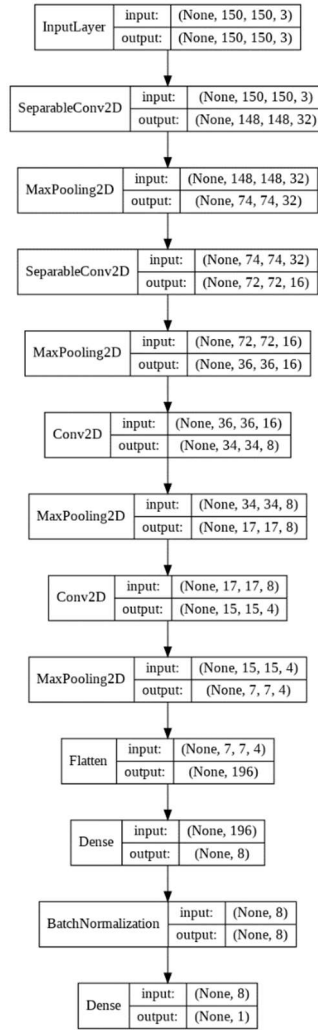 InputLayer
input: (None, 150, 150, 3)
output: (None, 150, 150, 3)
SeparableConv2D
input: (None, 150, 150, 3)
output: (None, 148, 148, 32)
MaxPooling2D
input: (None, 148, 148, 32)
output: (None, 74, 74, 32)
SeparableConv2D
input: (None, 74, 74, 32)
output: (None, 72, 72, 16)
MaxPooling2D
input: (None, 72, 72, 16)
output: (None, 36, 36, 16)
Conv2D
input: (None, 36, 36, 16)
output: (None, 34, 34, 8)
MaxPooling2D
input: (None, 34, 34, 8)
output: (None, 17, 17, 8)
Conv2D
input: (None, 17, 17, 8)
output: (None, 15, 15, 4)
MaxPooling2D
input: (None, 15, 15, 4)
output: (None, 7, 7, 4)
Flatten
input: (None, 7, 7, 4)
output: (None, 196)
Dense
input: (None, 196)
output: (None, 8)
BatchNormalization
input: (None, 8)
output: (None, 8)
Dense
input: (None, 8)
output: (None, 1)